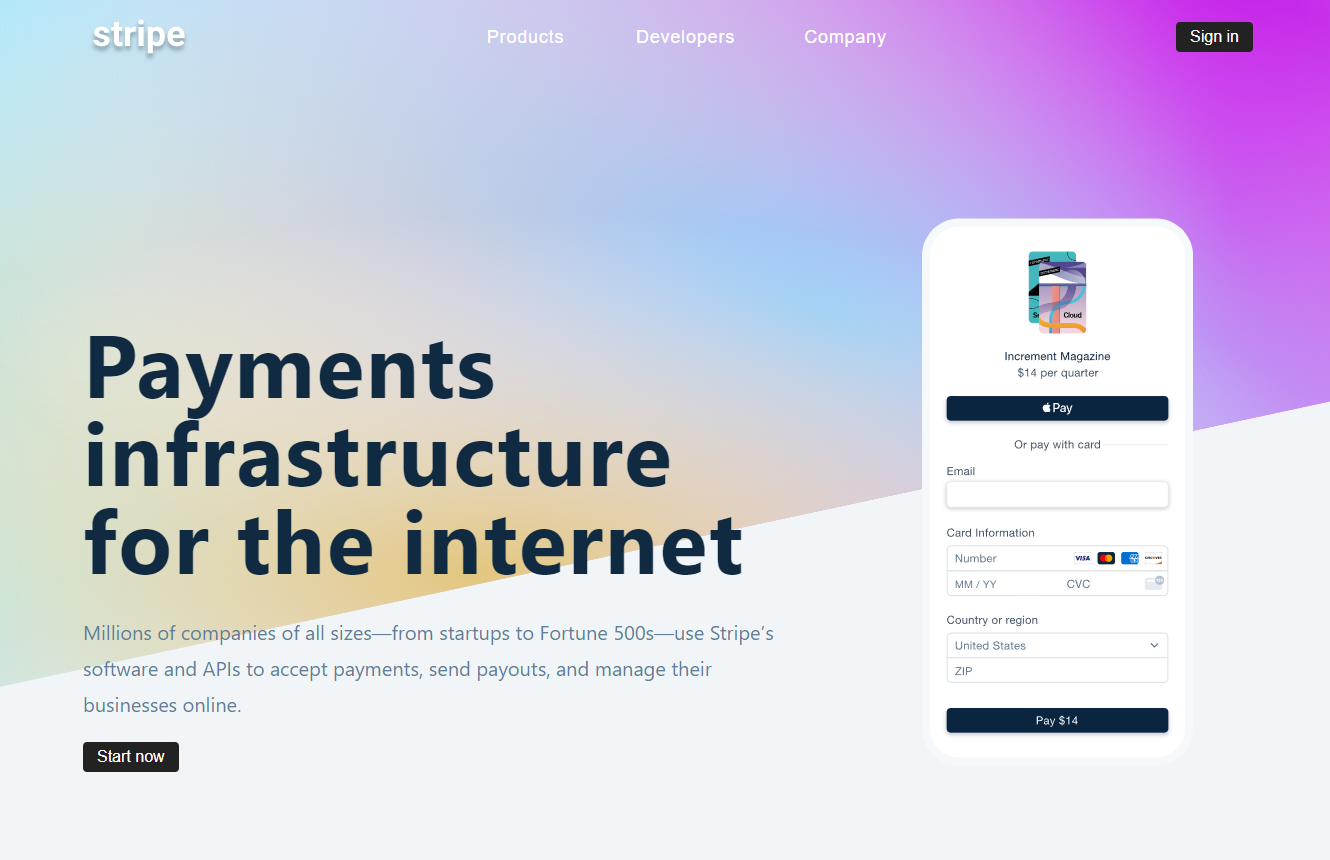 stripe
Products
Developers
Company
Sign in
Payments
infrastructure
for the internet
Millions of companies of all sizes—from startups to Fortune 500s—use Stripe’s
software and APIs to accept payments, send payouts, and manage their
businesses online.
Start now
Cloud
Increment Magazine
$14 per quarter
Pay
Or pay with card
Email
Card Information
Number
VISA
DISCOVER
MM / YY
CVC
Country or region
United States
ZIP
Pay $14